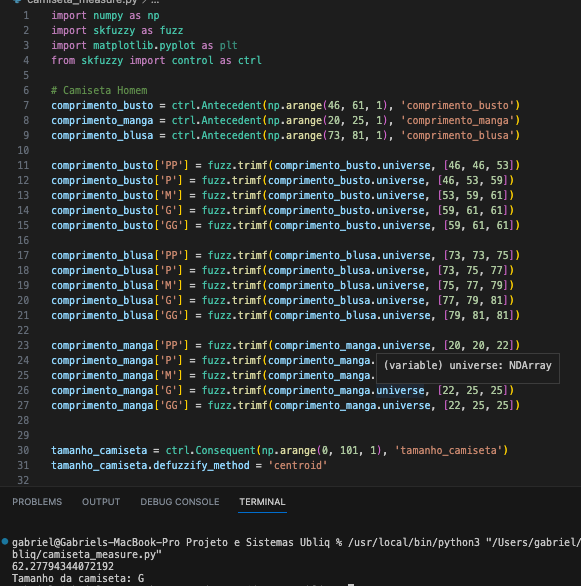 camiseta_measure.py / ...
1 import numpy as np
2 import skfuzzy as fuzz
3 import matplotlib.pyplot as plt
4 from skfuzzy import control as ctrl
5
6 # Camiseta Homem
7 comprimento_busto = ctrl.Antecedent(np.arange(46, 61, 1), 'comprimento_busto')
8 comprimento_manga = ctrl.Antecedent(np.arange(20, 25, 1), 'comprimento_manga')
9 comprimento_blusa = ctrl.Antecedent(np.arange(73, 81, 1), 'comprimento_blusa')
10
11 comprimento_busto['PP'] = fuzz.trimf(comprimento_busto.universe, [46, 46, 53])
12 comprimento_busto['P'] = fuzz.trimf(comprimento_busto.universe, [46, 53, 59])
13 comprimento_busto['M'] = fuzz.trimf(comprimento_busto.universe, [53, 59, 61])
14 comprimento_busto['G'] = fuzz.trimf(comprimento_busto.universe, [59, 61, 61])
15 comprimento_busto['GG'] = fuzz.trimf(comprimento_busto.universe, [59, 61, 61])
16
17 comprimento_blusa['PP'] = fuzz.trimf(comprimento_blusa.universe, [73, 73, 75])
18 comprimento_blusa['P'] = fuzz.trimf(comprimento_blusa.universe, [73, 75, 77])
19 comprimento_blusa['M'] = fuzz.trimf(comprimento_blusa.universe, [75, 77, 79])
20 comprimento_blusa['G'] = fuzz.trimf(comprimento_blusa.universe, [77, 79, 81])
21 comprimento_blusa['GG'] = fuzz.trimf(comprimento_blusa.universe, [79, 81, 81])
22
23 comprimento_manga['PP'] = fuzz.trimf(comprimento_manga.universe, [20, 20, 22])
24 comprimento_manga['P'] = fuzz.trimf(comprimento_manga.
(variable) universe: NDArray
25 comprimento_manga['M'] = fuzz.trimf(comprimento_manga.
26 comprimento_manga['G'] = fuzz.trimf(comprimento_manga.universe, [22, 25, 25])
27 comprimento_manga['GG'] = fuzz.trimf(comprimento_manga.universe, [22, 25, 25])
28
29
30 tamanho_camiseta = ctrl.Consequent(np.arange(0, 101, 1), 'tamanho_camiseta')
31 tamanho_camiseta.defuzzify_method = 'centroid'
32
PROBLEMS OUTPUT DEBUG CONSOLE TERMINAL
gabriel@Gabriels-MacBook-Pro Projeto e Sistemas Ubliq % /usr/local/bin/python3 "/Users/gabriel/
bliq/camiseta_measure.py"
62.27794344072192
Tamanho da camiseta: G